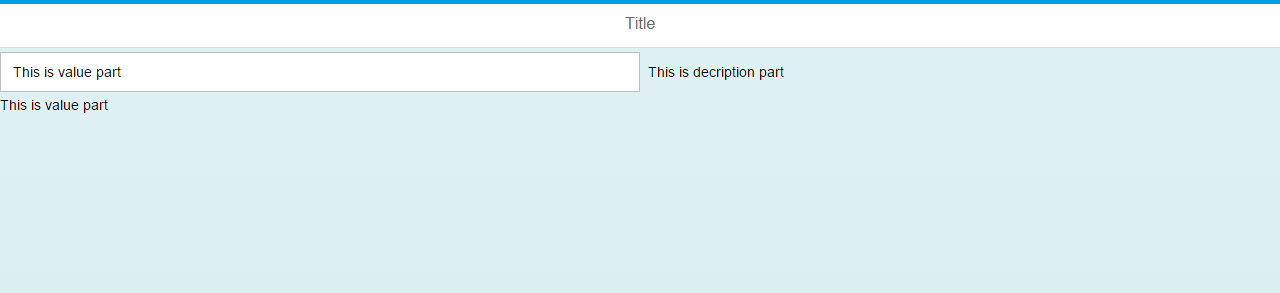 Title
This is value part
This is decription part
This is value part